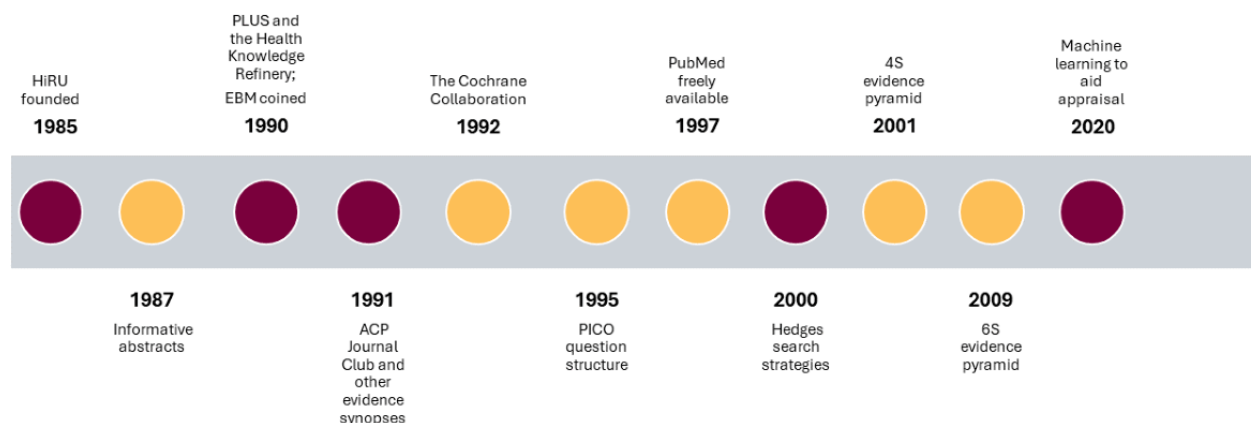 HiRU
founded
1985
PLUS and
the Health
Knowledge
Refinery;
EBM coined
1990
The Cochrane
Collaboration
1992
PubMed
freely
available
1997
4S
evidence
pyramid
2001
Machine
learning to
aid
appraisal
2020
1987
Informative
abstracts
1991
ACP
Journal
Club and
other
evidence
synopses
1995
PICO
question
structure
2000
Hedges
search
strategies
2009
6S
evidence
pyramid